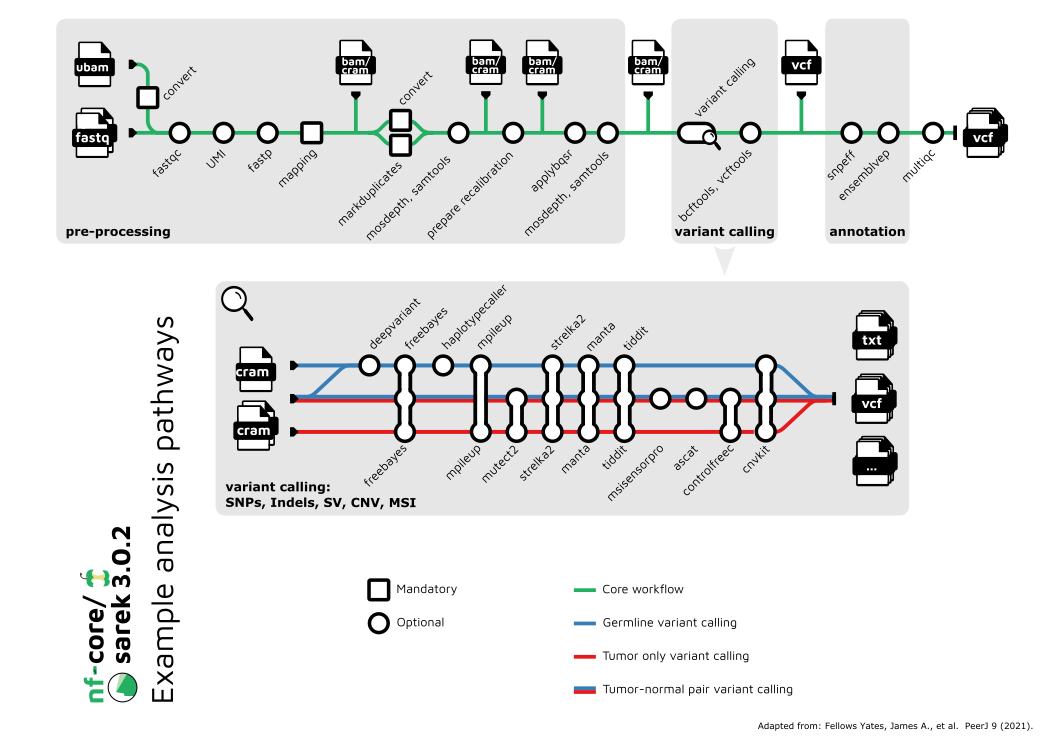 ubam
fastq
convert
fastqc
UMI
fastp
mapping
bam/
cram
convert
markduplicates
mosdepth, samtools
bam/
cram
prepare recalibration
bam/
cram
applybqsr
mosdepth, samtools
bam/
cram
variant calling
bcftools, vcftools
vcf
snpeff
ensemblvep
multiqc
vcf
pre-processing
variant calling
annotation
cram
cram
deepvariant
freebayes
haplotypecaller
mpileup
strelka2
manta
tiddit
freebayes
mpileup
mutect2
strelka2
manta
tiddit
msisensorpro
ascat
controlfreec
cnvkit
txt
vcf
...
variant calling:
SNPs, Indels, SV, CNV, MSI
nf-core/
sarek 3.0.2
Example analysis pathways
Mandatory
Optional
Core workflow
Germline variant calling
Tumor only variant calling
Tumor-normal pair variant calling
Adapted from: Fellows Yates, James A., et al. PeerJ 9 (2021).